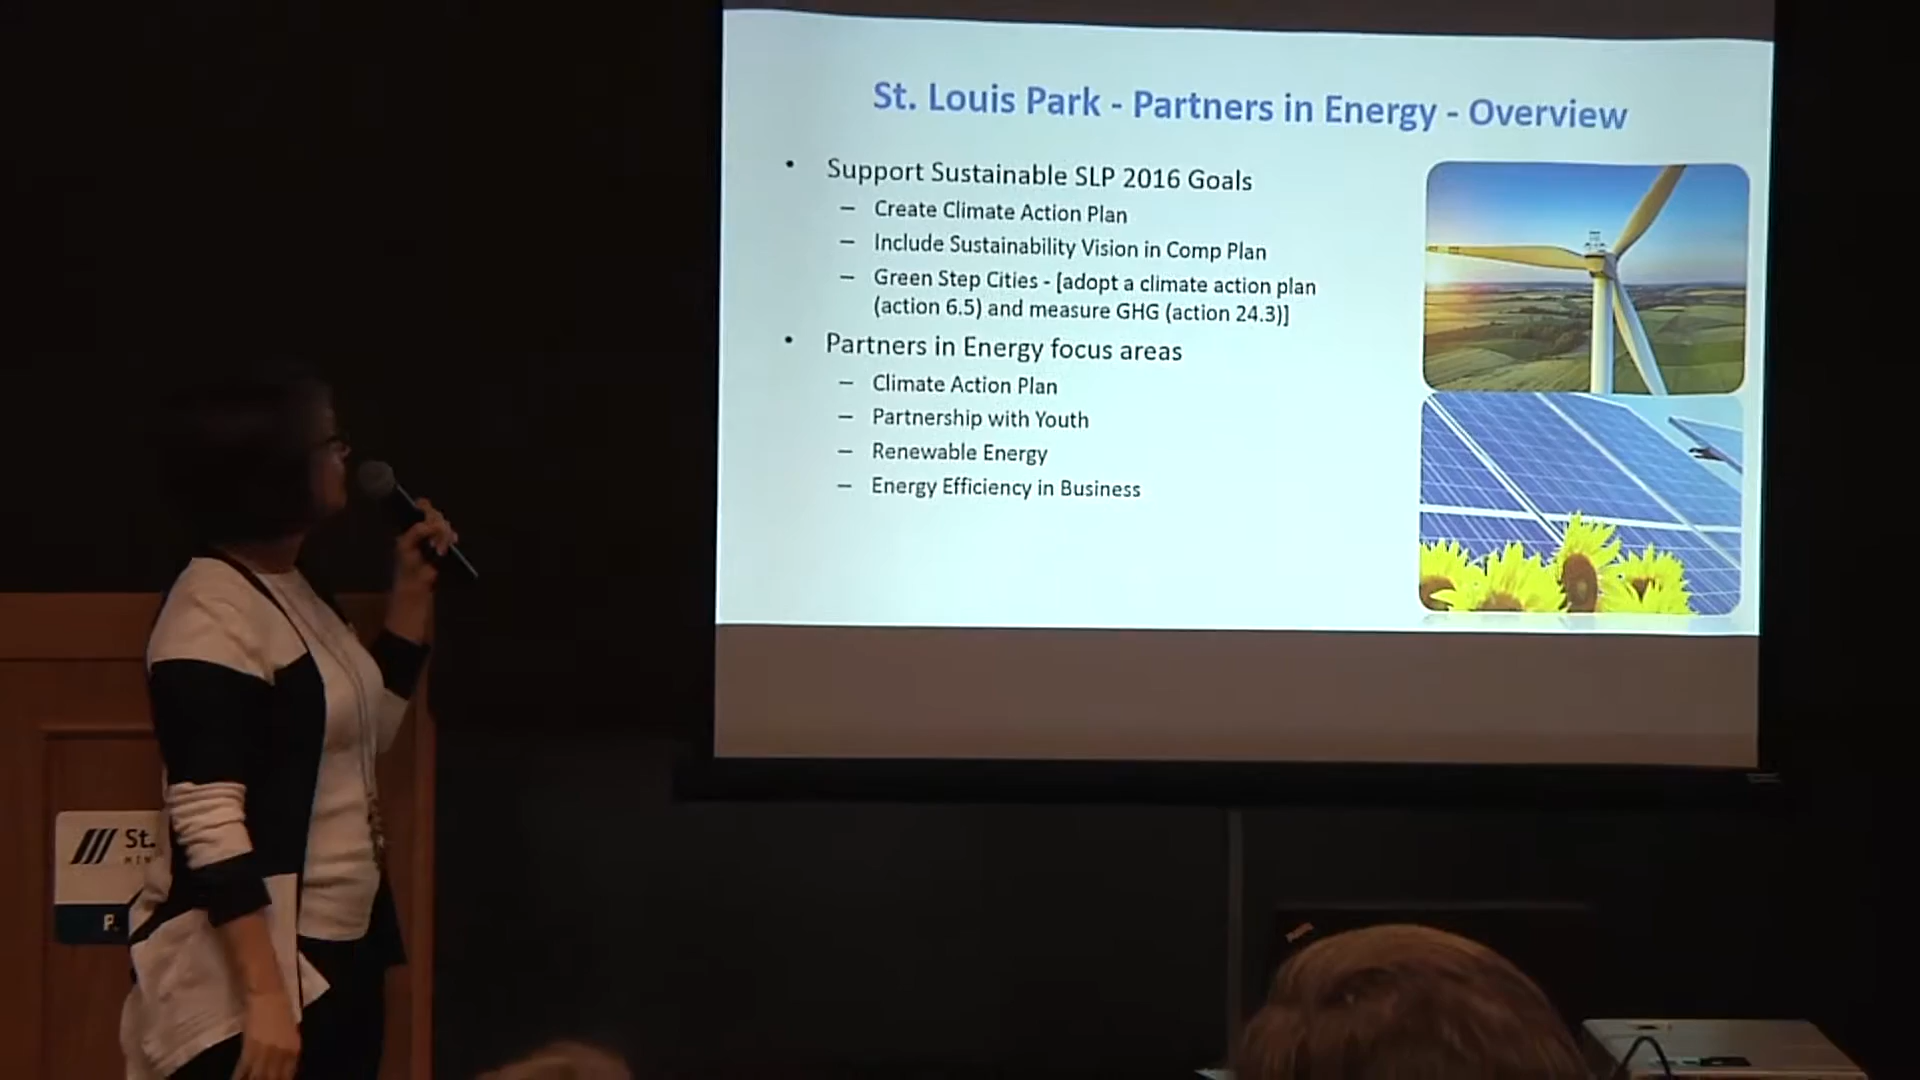 St. Louis Park - Partners in Energy - Overview
• Support Sustainable SLP 2016 Goals
– Create Climate Action Plan
– Include Sustainability Vision in Comp Plan
– Green Step Cities - [adopt a climate action plan
(action 6.5) and measure GHG (action 24.3)]
• Partners in Energy focus areas
– Climate Action Plan
– Partnership with Youth
– Renewable Energy
– Energy Efficiency in Business
St.